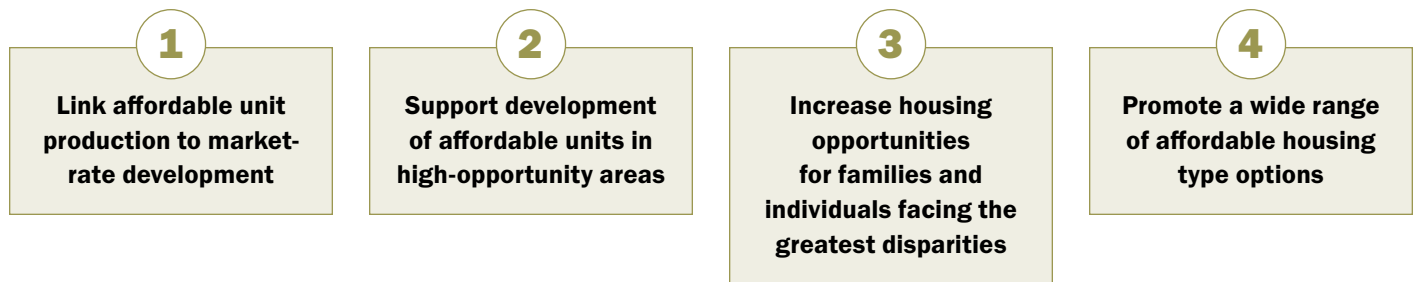 1
Link affordable unit
production to market-
rate development
2
Support development
of affordable units in
high-opportunity areas
3
Increase housing
opportunities
for families and
individuals facing the
greatest disparities
4
Promote a wide range
of affordable housing
type options